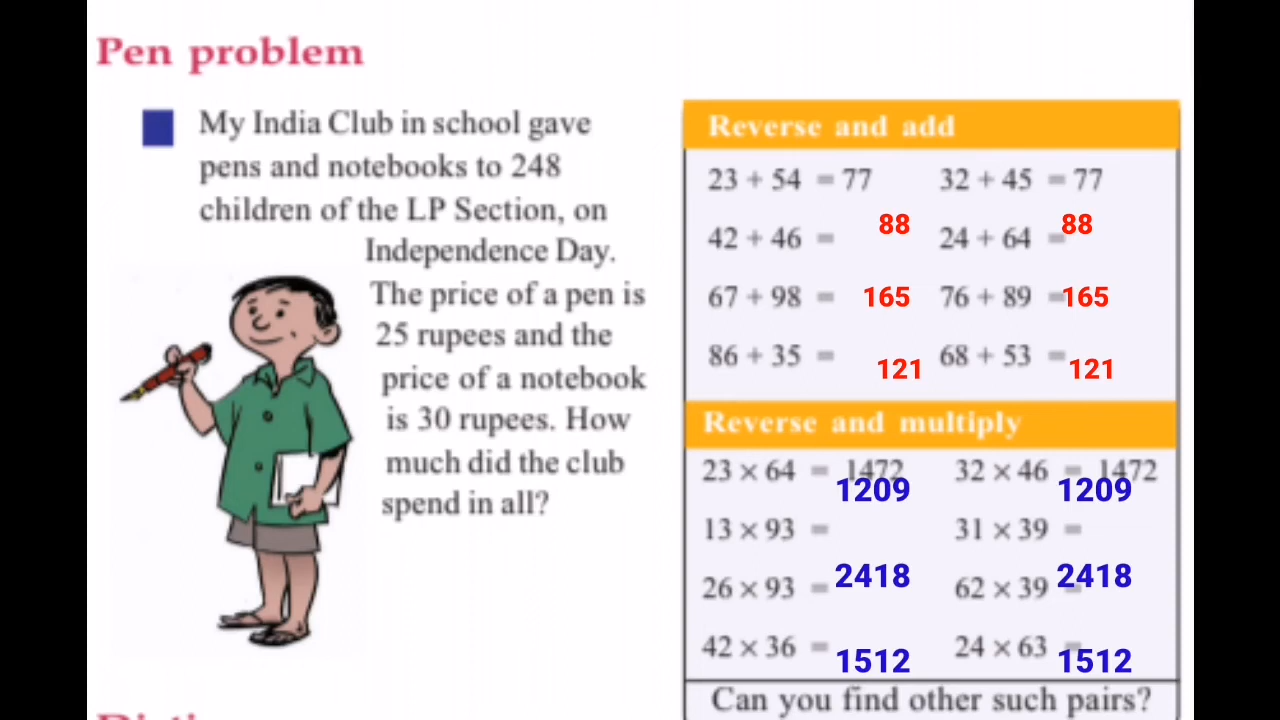 Pen problem
My India Club in school gave
pens and notebooks to 248
children of the LP Section, on
Independence Day.
The price of a pen is
25 rupees and the
price of a notebook
is 30 rupees. How
much did the club
spend in all?
Reverse and add
23 + 54 = 77 32 + 45 = 77
42 + 46 = 88 24 + 64 = 88
67 + 98 = 165 76 + 89 = 165
86 + 35 = 121 68 + 53 = 121
Reverse and multiply
23 × 64 = 1472 32 × 46 = 1472
13 × 93 = 1209 31 × 39 = 1209
26 × 93 = 2418 62 × 39 = 2418
42 × 36 = 1512 24 × 63 = 1512
Can you find other such pairs?